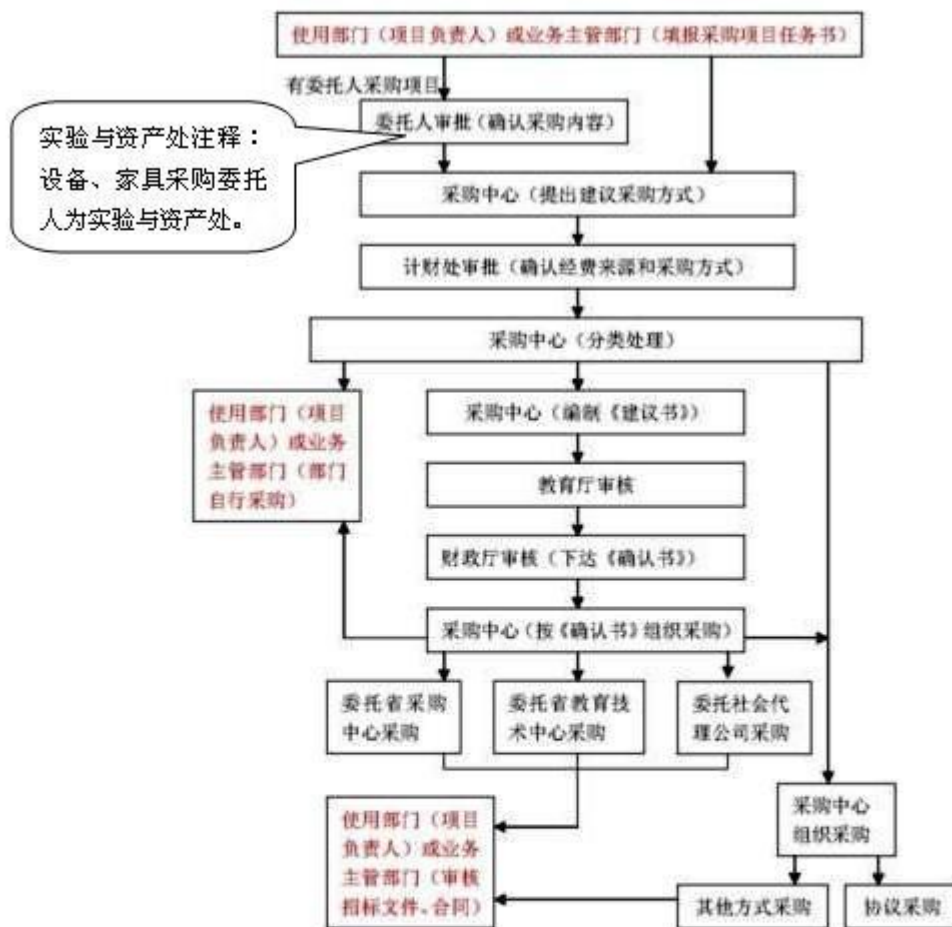 使用部门（项目负责人）或业务主管部门（填报采购项目任务书）
有委托人采购项目
委托人审批（确认采购内容）
实验与资产处注释：
设备、家具采购委托
人为实验与资产处。
采购中心（提出建议采购方式）
计财处审批（确认经费来源和采购方式）
采购中心（分类处理）
使用部门（项目
负责人）或业务
主管部门（部门
自行采购）
采购中心（编制《建议书》）
教育厅审核
财政厅审核（下达《确认书》）
采购中心（按《确认书》组织采购）
委托省采购
中心采购
委托省教育技
术中心采购
委托社会代
理公司采购
使用部门（项目
负责人）或业务
主管部门（审核
招标文件、合同）
采购中心
组织采购
其他方式采购
协议采购